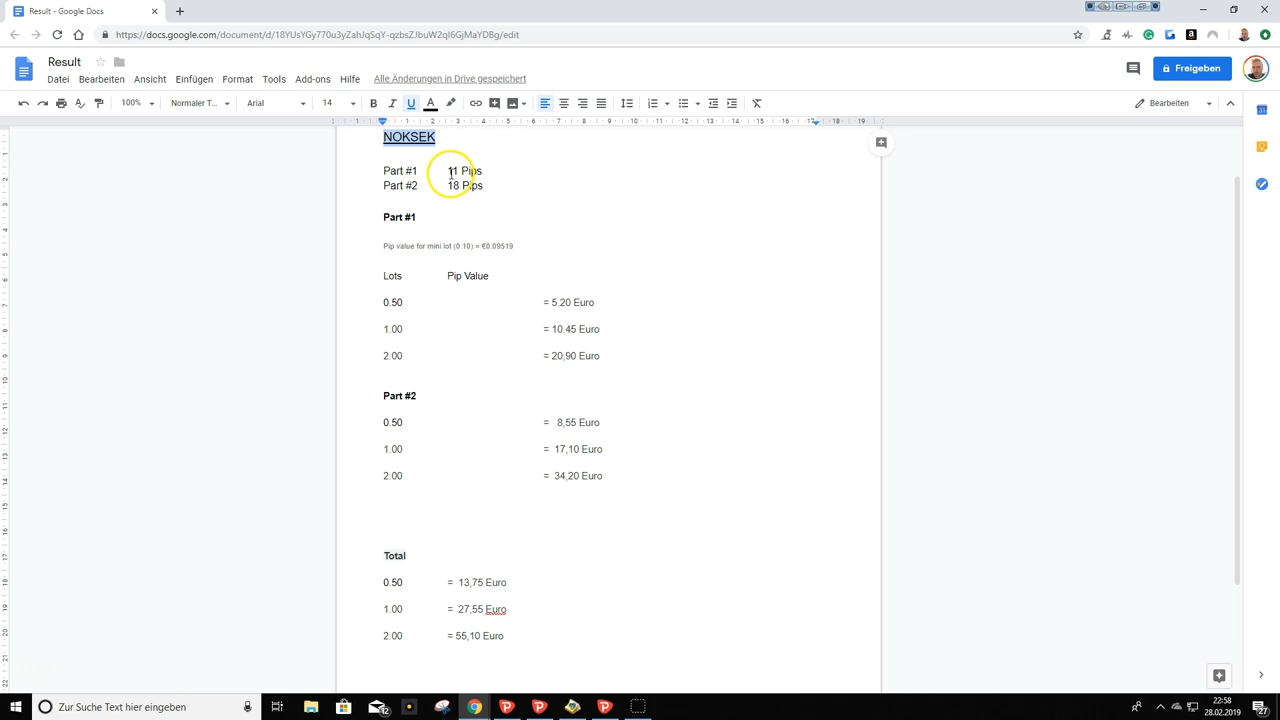 Result - Google Docs
https://docs.google.com/document/d/18YUsYGy770u3yZahJqSqY-qzbsZJbuW2qI6GjMaYDBg/edit
Result
Datei Bearbeiten Ansicht Einfügen Format Tools Add-ons Hilfe Alle Änderungen in Drive gespeichert
Freigeben
100% Normaler T... Arial 14 B I U A Bearbeiten
NOKSEK
Part #1 11 Pips
Part #2 18 Pips
Part #1
Pip value for mini lot (0.10) = €0.09519
Lots Pip Value
0.50 = 5.20 Euro
1.00 = 10.45 Euro
2.00 = 20,90 Euro
Part #2
0.50 = 8,55 Euro
1.00 = 17,10 Euro
2.00 = 34,20 Euro
Total
0.50 = 13,75 Euro
1.00 = 27,55 Euro
2.00 = 55,10 Euro
Zur Suche Text hier eingeben
22:58
28.02.2019